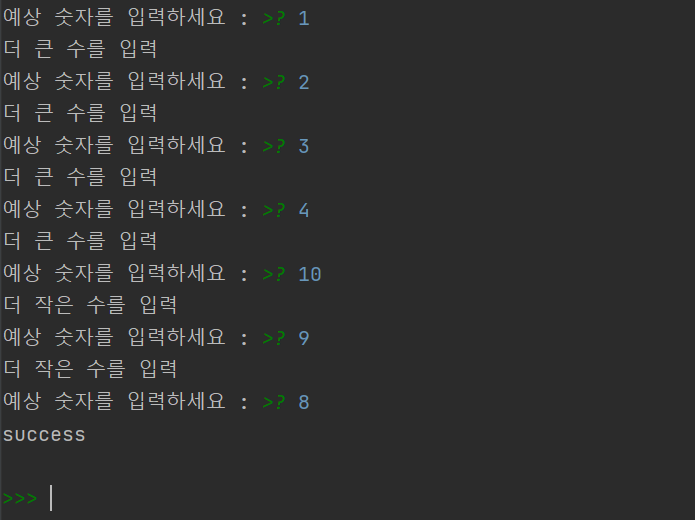 예상 숫자를 입력하세요 : >? 1
더 큰 수를 입력
예상 숫자를 입력하세요 : >? 2
더 큰 수를 입력
예상 숫자를 입력하세요 : >? 3
더 큰 수를 입력
예상 숫자를 입력하세요 : >? 4
더 큰 수를 입력
예상 숫자를 입력하세요 : >? 10
더 작은 수를 입력
예상 숫자를 입력하세요 : >? 9
더 작은 수를 입력
예상 숫자를 입력하세요 : >? 8
success
>>>